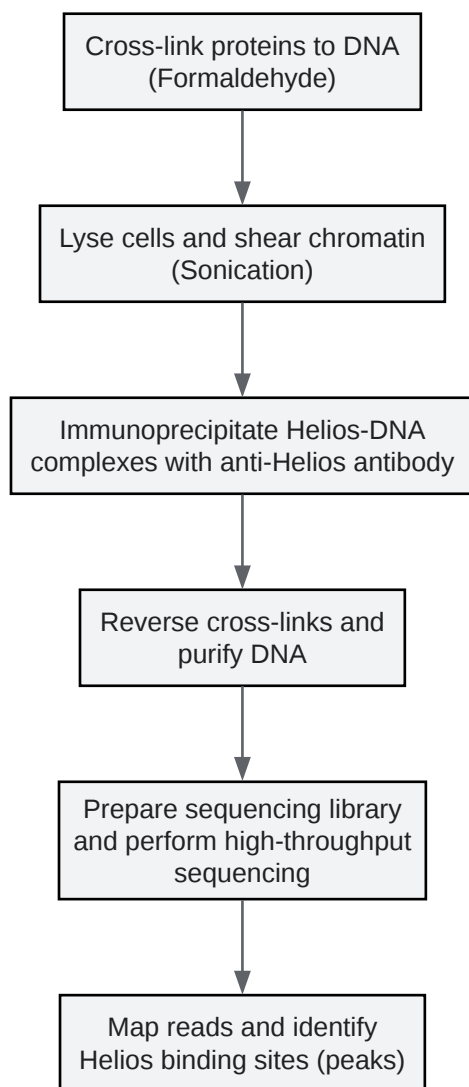 Cross-link proteins to DNA
(Formaldehyde)
Lyse cells and shear chromatin
(Sonication)
Immunoprecipitate Helios-DNA
complexes with anti-Helios antibody
Reverse cross-links and
purify DNA
Prepare sequencing library
and perform high-throughput
sequencing
Map reads and identify
Helios binding sites (peaks)